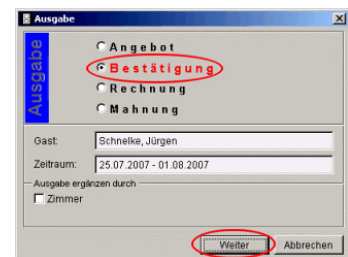 Ausgabe
Ausgabe
Angebot
Bestätigung
Rechnung
Mahnung
Gast: Schnelke, Jürgen
Zeitraum: 25.07.2007 - 01.08.2007
Ausgabe ergänzen durch
Zimmer
Weiter Abbrechen